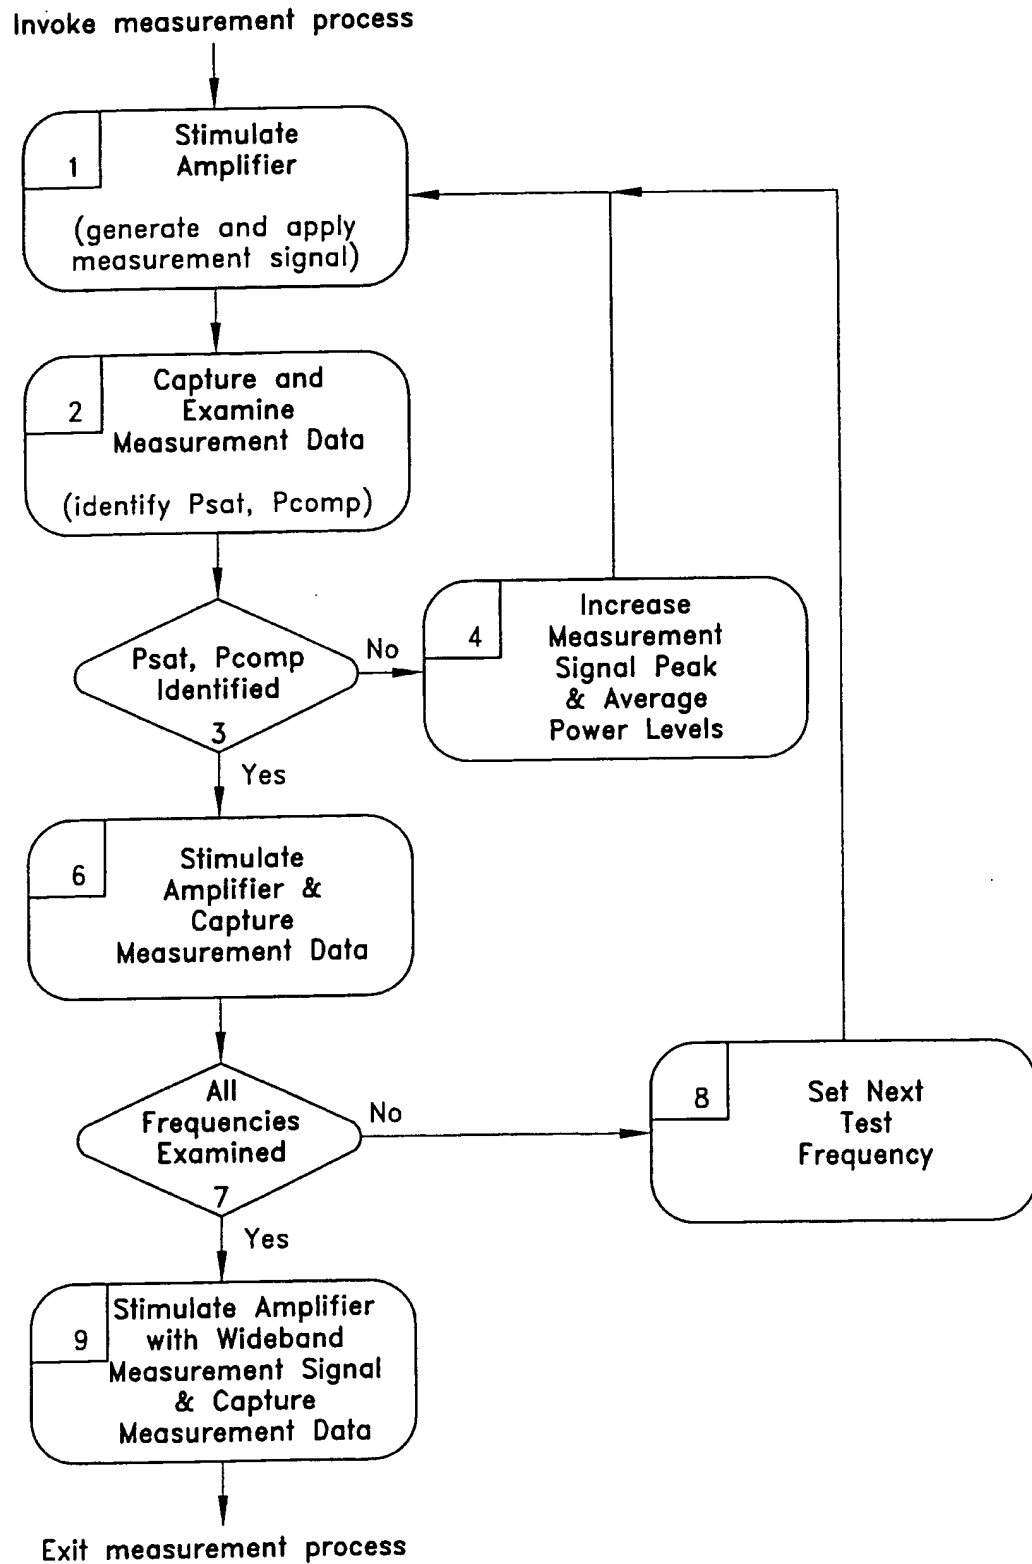 Invoke measurement process
1
Stimulate
Amplifier
(generate and apply
measurement signal)
2
Capture and
Examine
Measurement Data
(identify Psat, Pcomp)
Psat, Pcomp
Identified
3
No
Yes
4
Increase
Measurement
Signal Peak
& Average
Power Levels
6
Stimulate
Amplifier &
Capture
Measurement Data
All
Frequencies
Examined
7
No
Yes
8
Set Next
Test
Frequency
9
Stimulate Amplifier
with Wideband
Measurement Signal
& Capture
Measurement Data
Exit measurement process